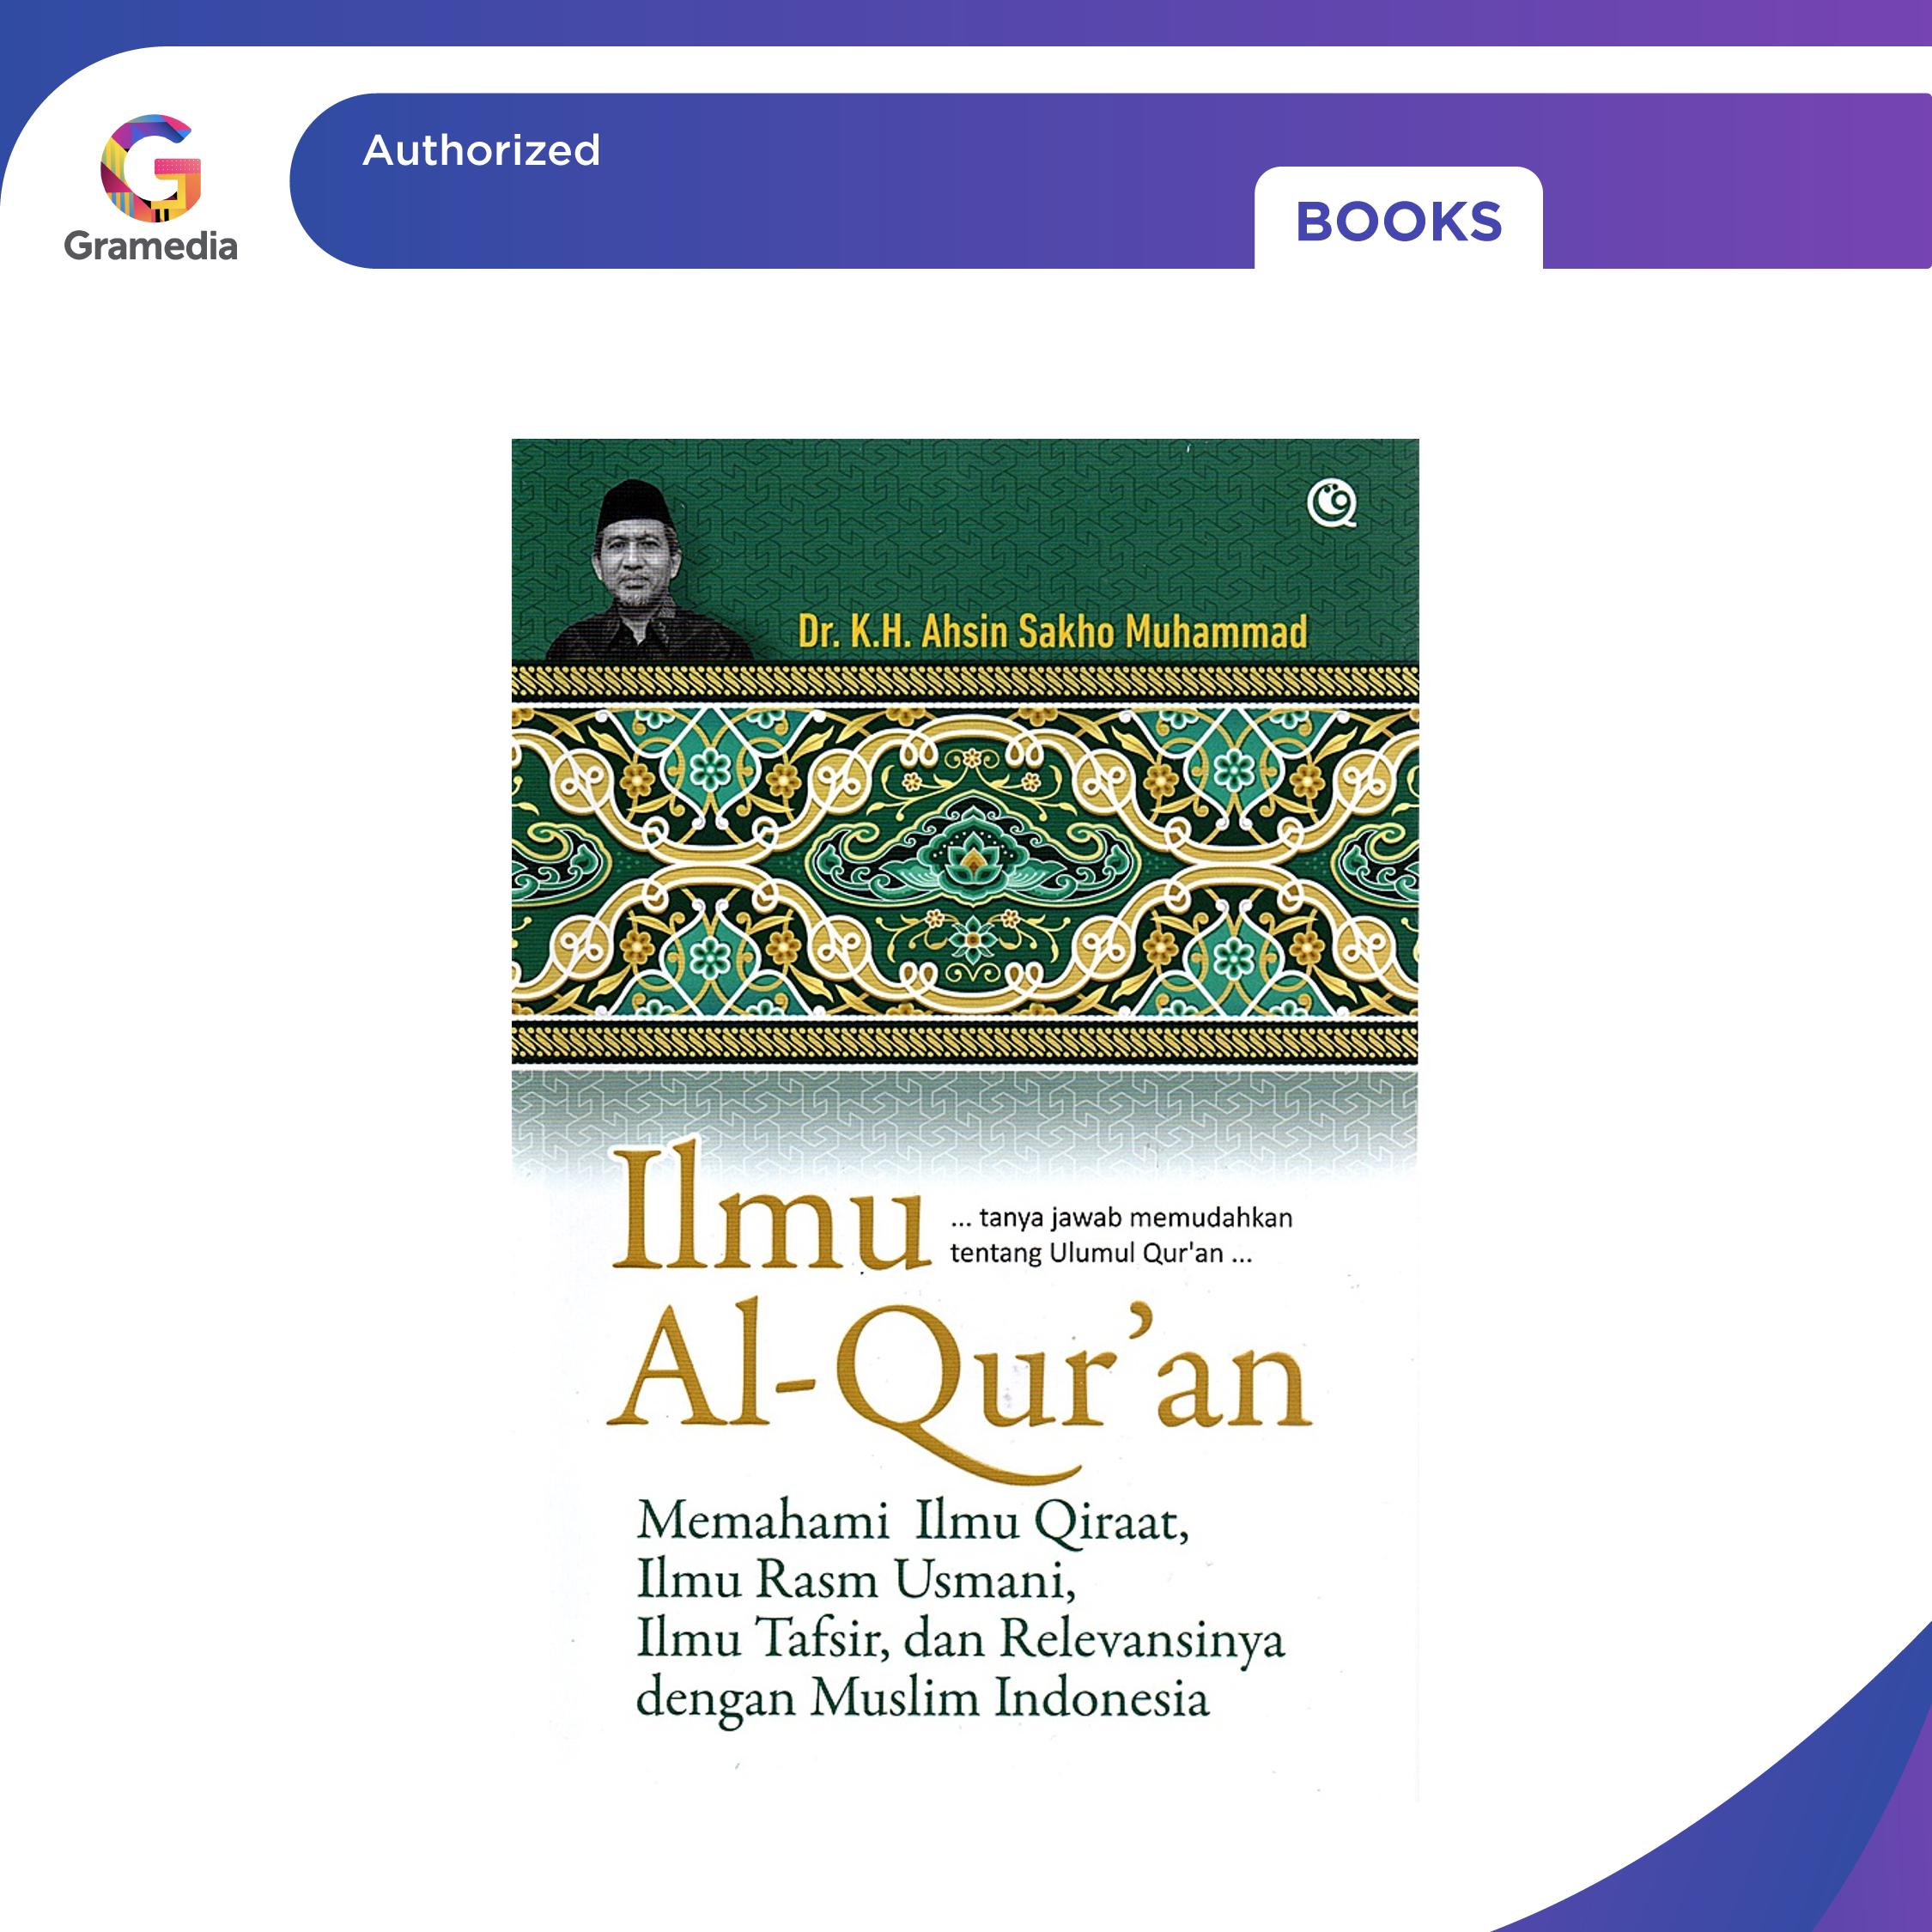 Gramedia
Authorized
BOOKS
Dr. K.H. Ahsin Sakho Muhammad
Ilmu
... tanya jawab memudahkan
tentang Ulumul Qur'an ...
Al-Qur’an
Memahami Ilmu Qiraat,
Ilmu Rasm Usmani,
Ilmu Tafsir, dan Relevansinya
dengan Muslim Indonesia